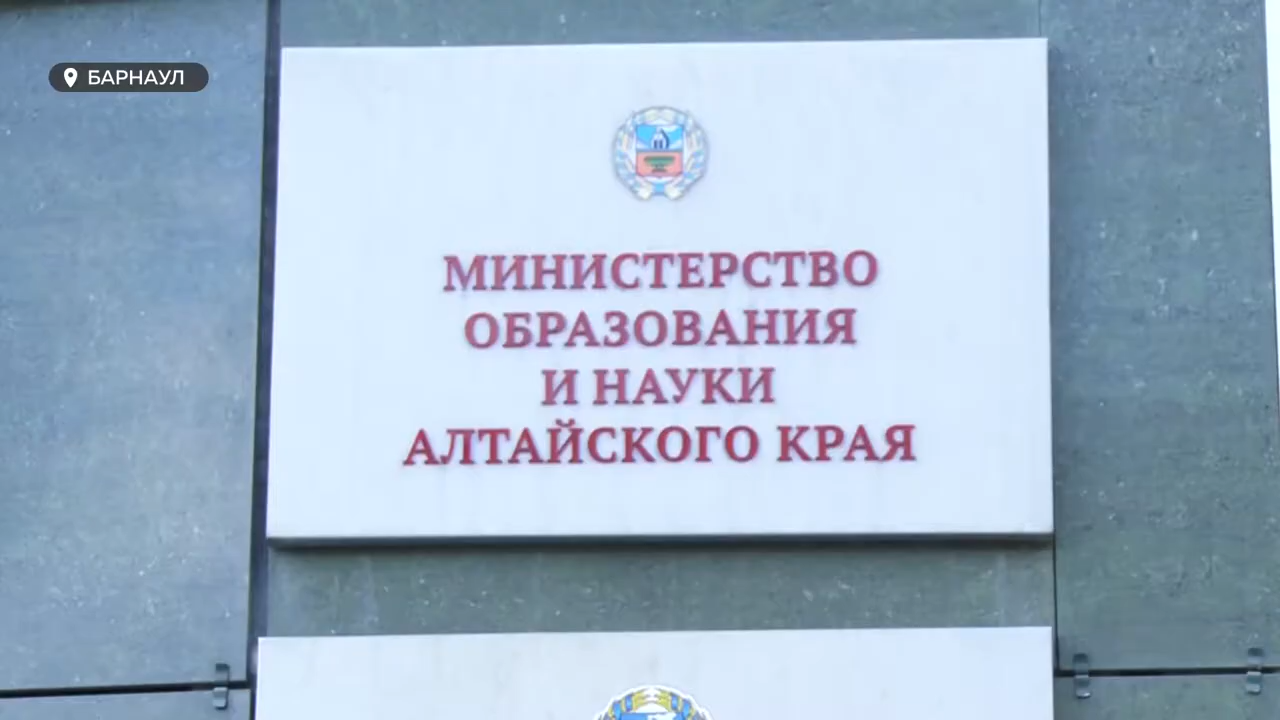 БАРНАУЛ
МИНИСТЕРСТВО
ОБРАЗОВАНИЯ
И НАУКИ
АЛТАЙСКОГО КРАЯ